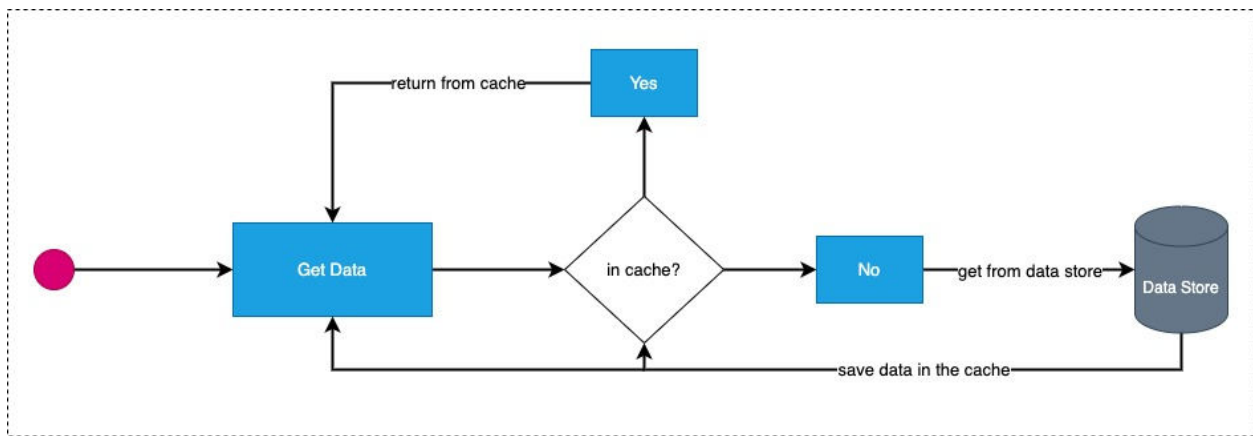 Yes
return from cache
Get Data
in cache?
No
get from data store
Data Store
save data in the cache